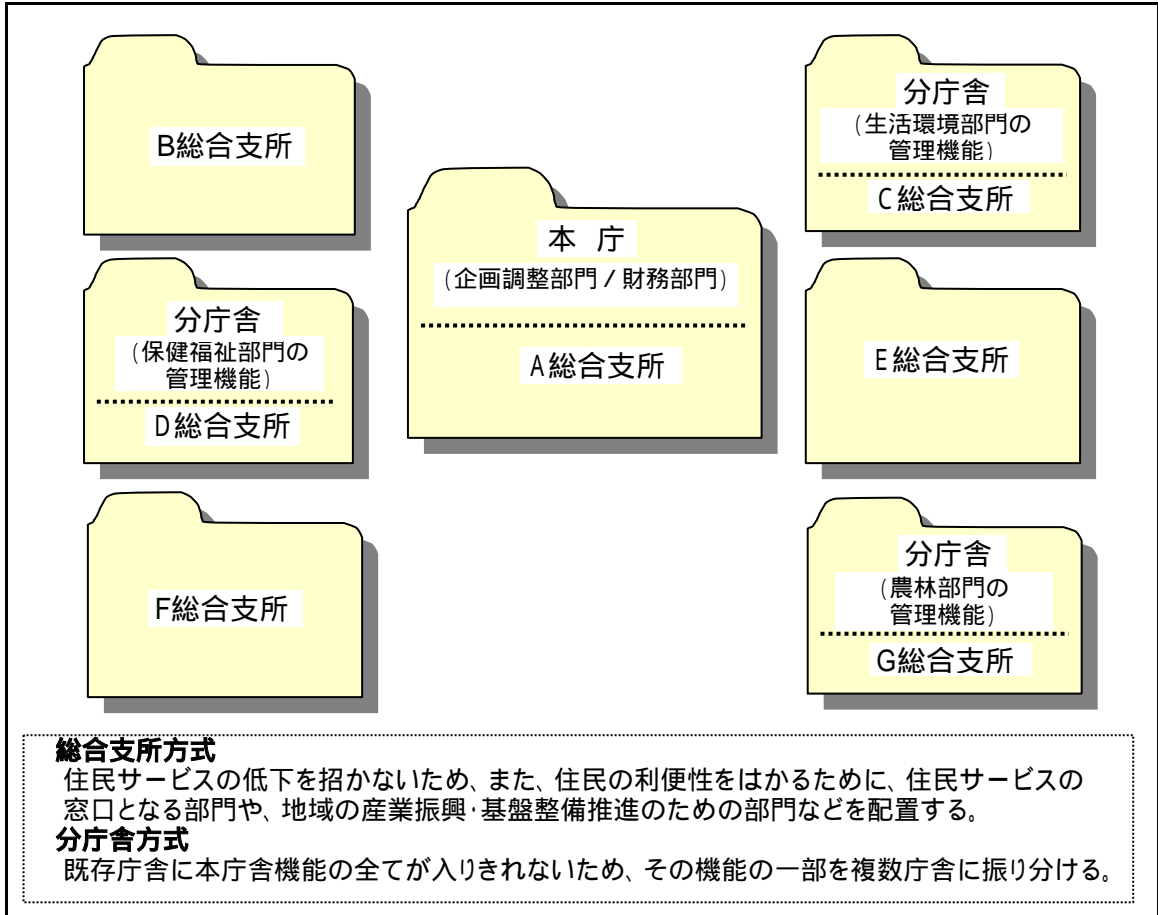 B総合支所
分庁舎
(生活環境部門の
管理機能)
C総合支所
本 庁
(企画調整部門/財務部門)
A総合支所
分庁舎
(保健福祉部門の
管理機能)
D総合支所
E総合支所
F総合支所
分庁舎
(農林部門の
管理機能)
G総合支所
総合支所方式
住民サービスの低下を招かないため、また、住民の利便性をはかるために、住民サービスの
窓口となる部門や、地域の産業振興・基盤整備推進のための部門などを配置する。
分庁舎方式
既存庁舎に本庁舎機能の全てが入りきれないため、その機能の一部を複数庁舎に振り分ける。